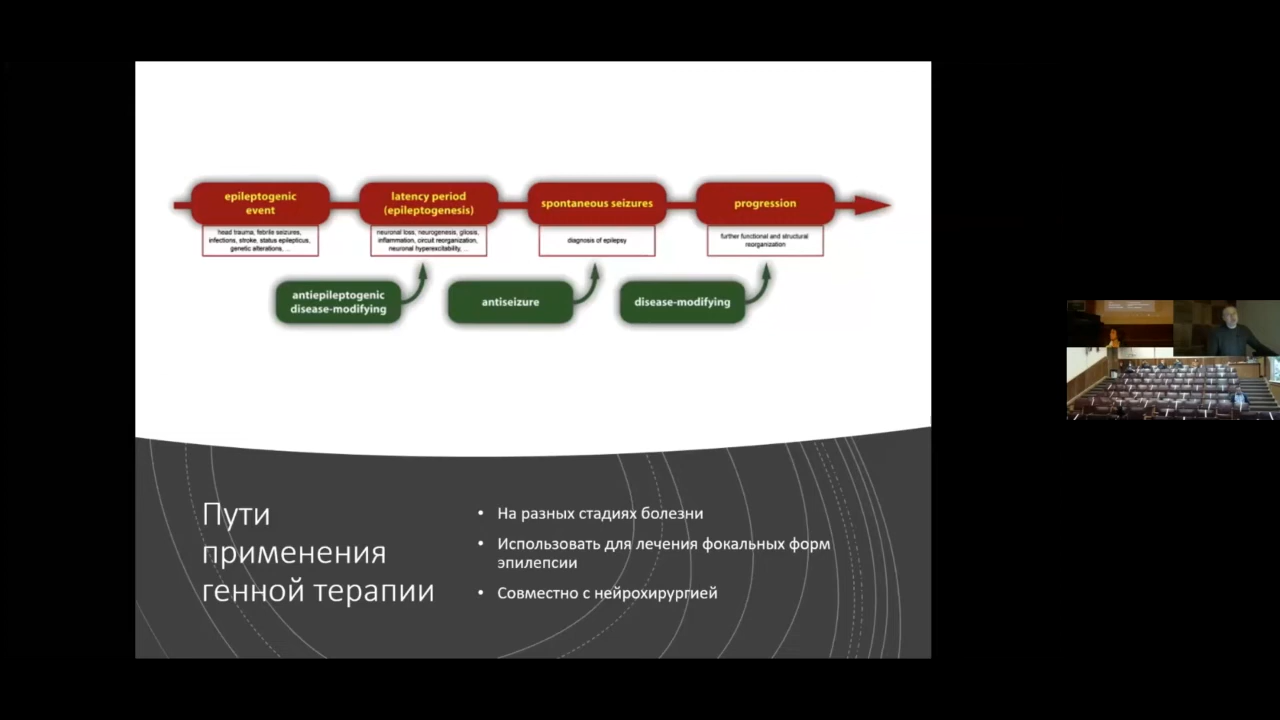 epileptogenic
event
latency period
(epileptogenesis)
spontaneous seizures
progression
head trauma, febrile seizures,
infections, stroke, status epilepticus,
genetic alterations, ...
neuronal loss, neurogenesis, gliosis,
inflammation, circuit reorganization,
neuronal hyperexcitability, ...
diagnosis of epilepsy
further functional and structural
reorganization
antiepileptogenic
disease-modifying
antiseizure
disease-modifying
Пути
применения
генной терапии
• На разных стадиях болезни
• Использовать для лечения фокальных форм
эпилепсии
• Совместно с нейрохирургией